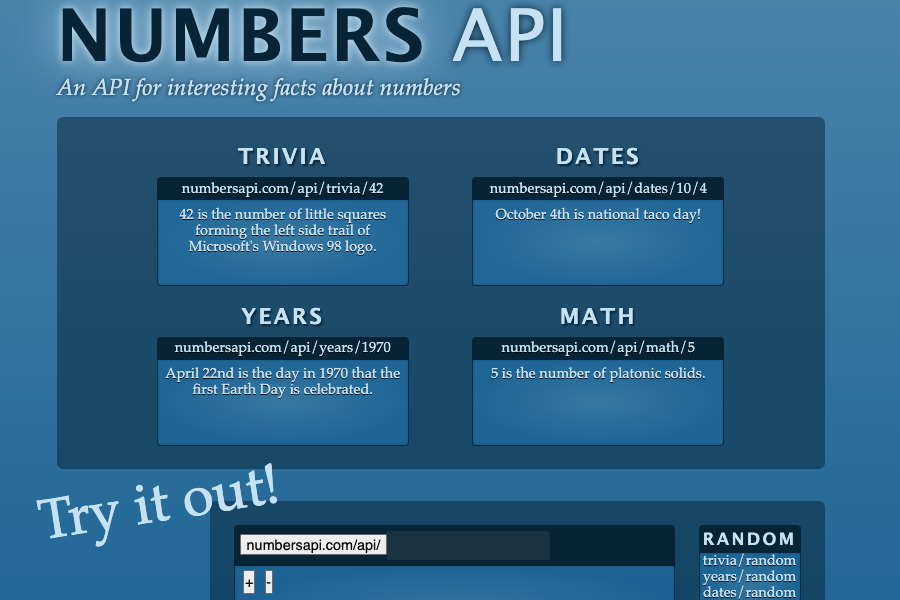 NUMBERS API
An API for interesting facts about numbers
TRIVIA
numbersapi.com/api/trivia/42
42 is the number of little squares
forming the left side trail of
Microsoft's Windows 98 logo.
DATES
numbersapi.com/api/dates/10/4
October 4th is national taco day!
YEARS
numbersapi.com/api/years/1970
April 22nd is the day in 1970 that the
first Earth Day is celebrated.
MATH
numbersapi.com/api/math/5
5 is the number of platonic solids.
Try it out!
numbersapi.com/api/
+ -
RANDOM
trivia/random
years/random
dates/random